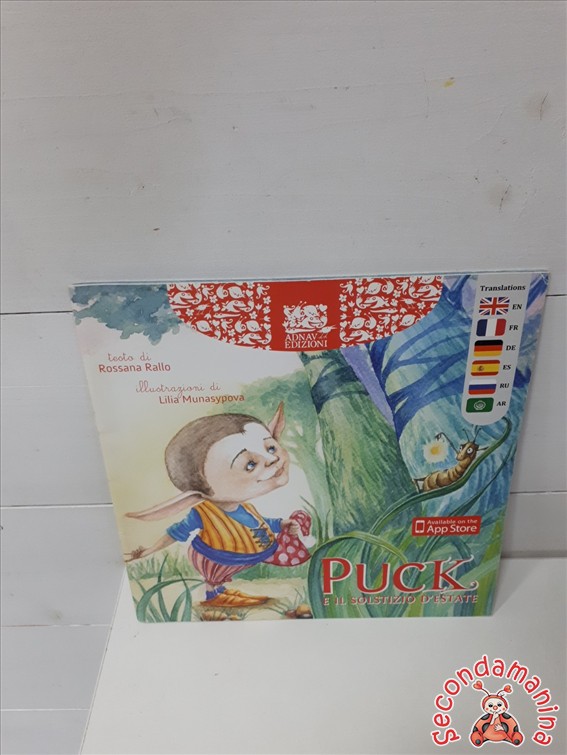 Translations
EN
FR
DE
ES
RU
AR
ADNAV
EDIZIONI
testo di
Rossana Rallo
illustrazioni di
Lilia Munasypova
Available on the
App Store
PUCK
E IL SOLSTIZIO D'ESTATE
Secondamanina